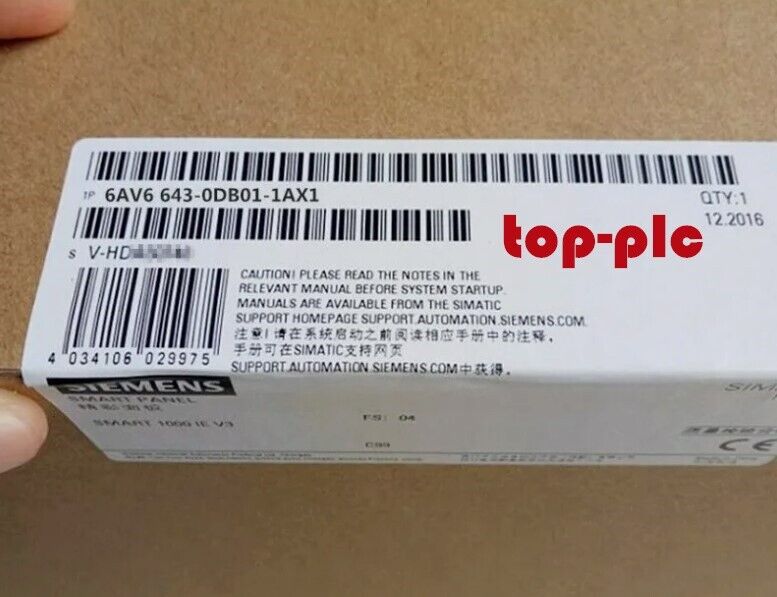 1P 6AV6 643-0DB01-1AX1
QTY:1
12.2016
top-plc
S V-HD
CAUTION! PLEASE READ THE NOTES IN THE
RELEVANT MANUAL BEFORE SYSTEM STARTUP.
MANUALS ARE AVAILABLE FROM THE SIMATIC
SUPPORT HOMEPAGE SUPPORT.AUTOMATION.SIEMENS.COM.
注意!请在系统启动之前阅读相应手册中的注释,
手册可在SIMATIC支持网页
SUPPORT.AUTOMATION.SIEMENS.COM中获得。
4 034106 029975
SIEMENS
SMART PANEL
精彩面板
SMART 1000 IE V3
FS: 04
CE